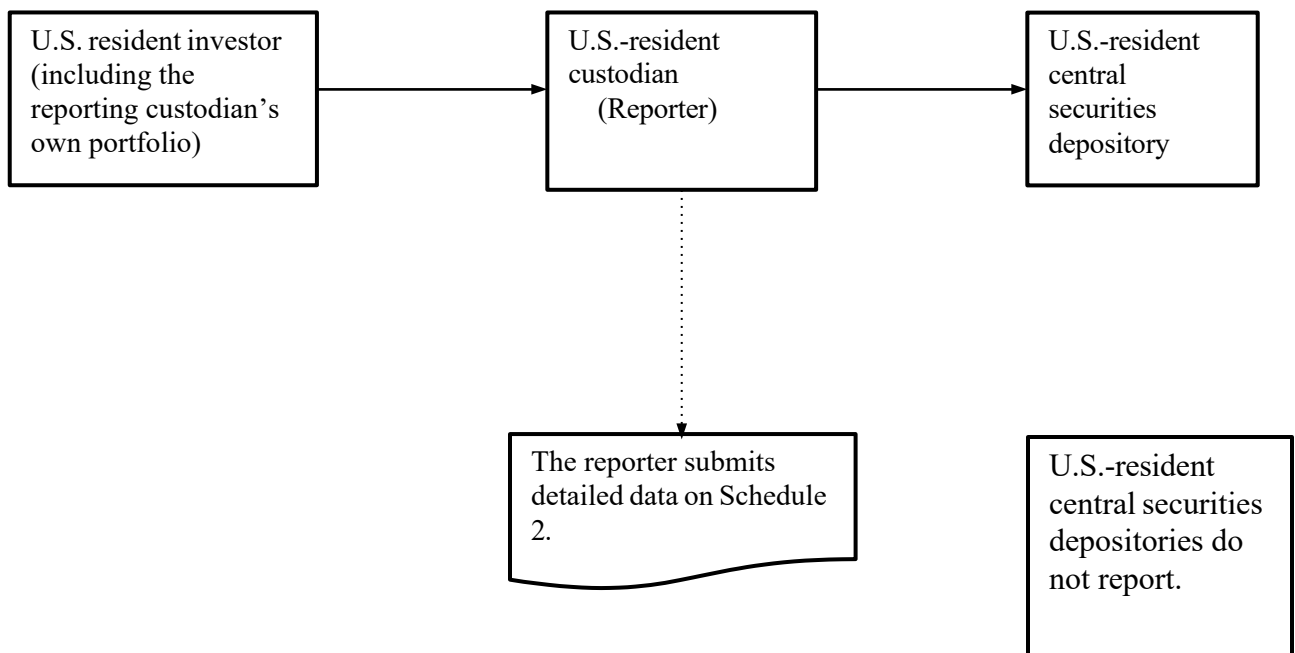 U.S. resident investor
(including the
reporting custodian’s
own portfolio)
U.S.-resident
custodian
(Reporter)
U.S.-resident
central
securities
depository
The reporter submits
detailed data on Schedule
2.
U.S.-resident
central securities
depositories do
not report.